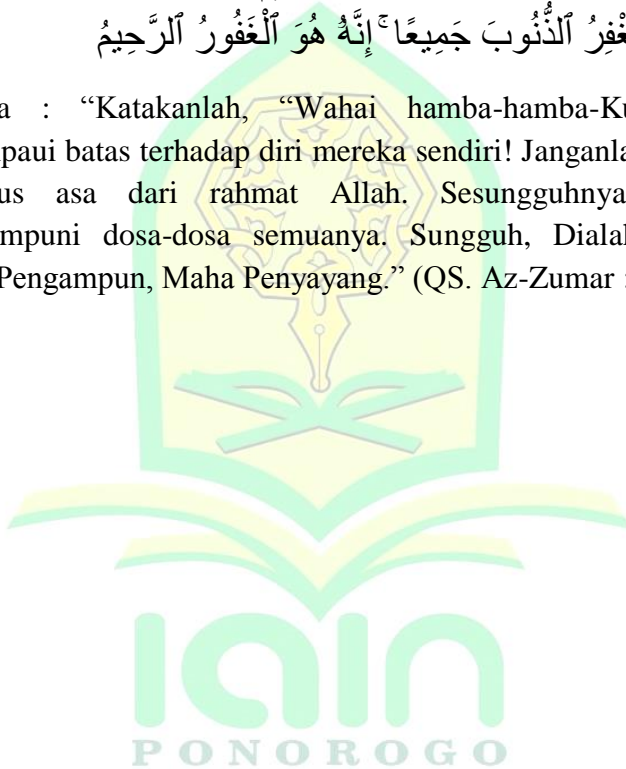 غْفِرُ ٱلذُّنُوبَ جَمِيعًا ۚ إِنَّهُۥ هُوَ ٱلْغَفُورُ ٱلرَّحِيمُ
a : “Katakanlah, “Wahai hamba-hamba-Ku
paui batas terhadap diri mereka sendiri! Janganla
us asa dari rahmat Allah. Sesungguhnya
mpuni dosa-dosa semuanya. Sungguh, Dialah
Pengampun, Maha Penyayang.” (QS. Az-Zumar :
iain
PONOROGO